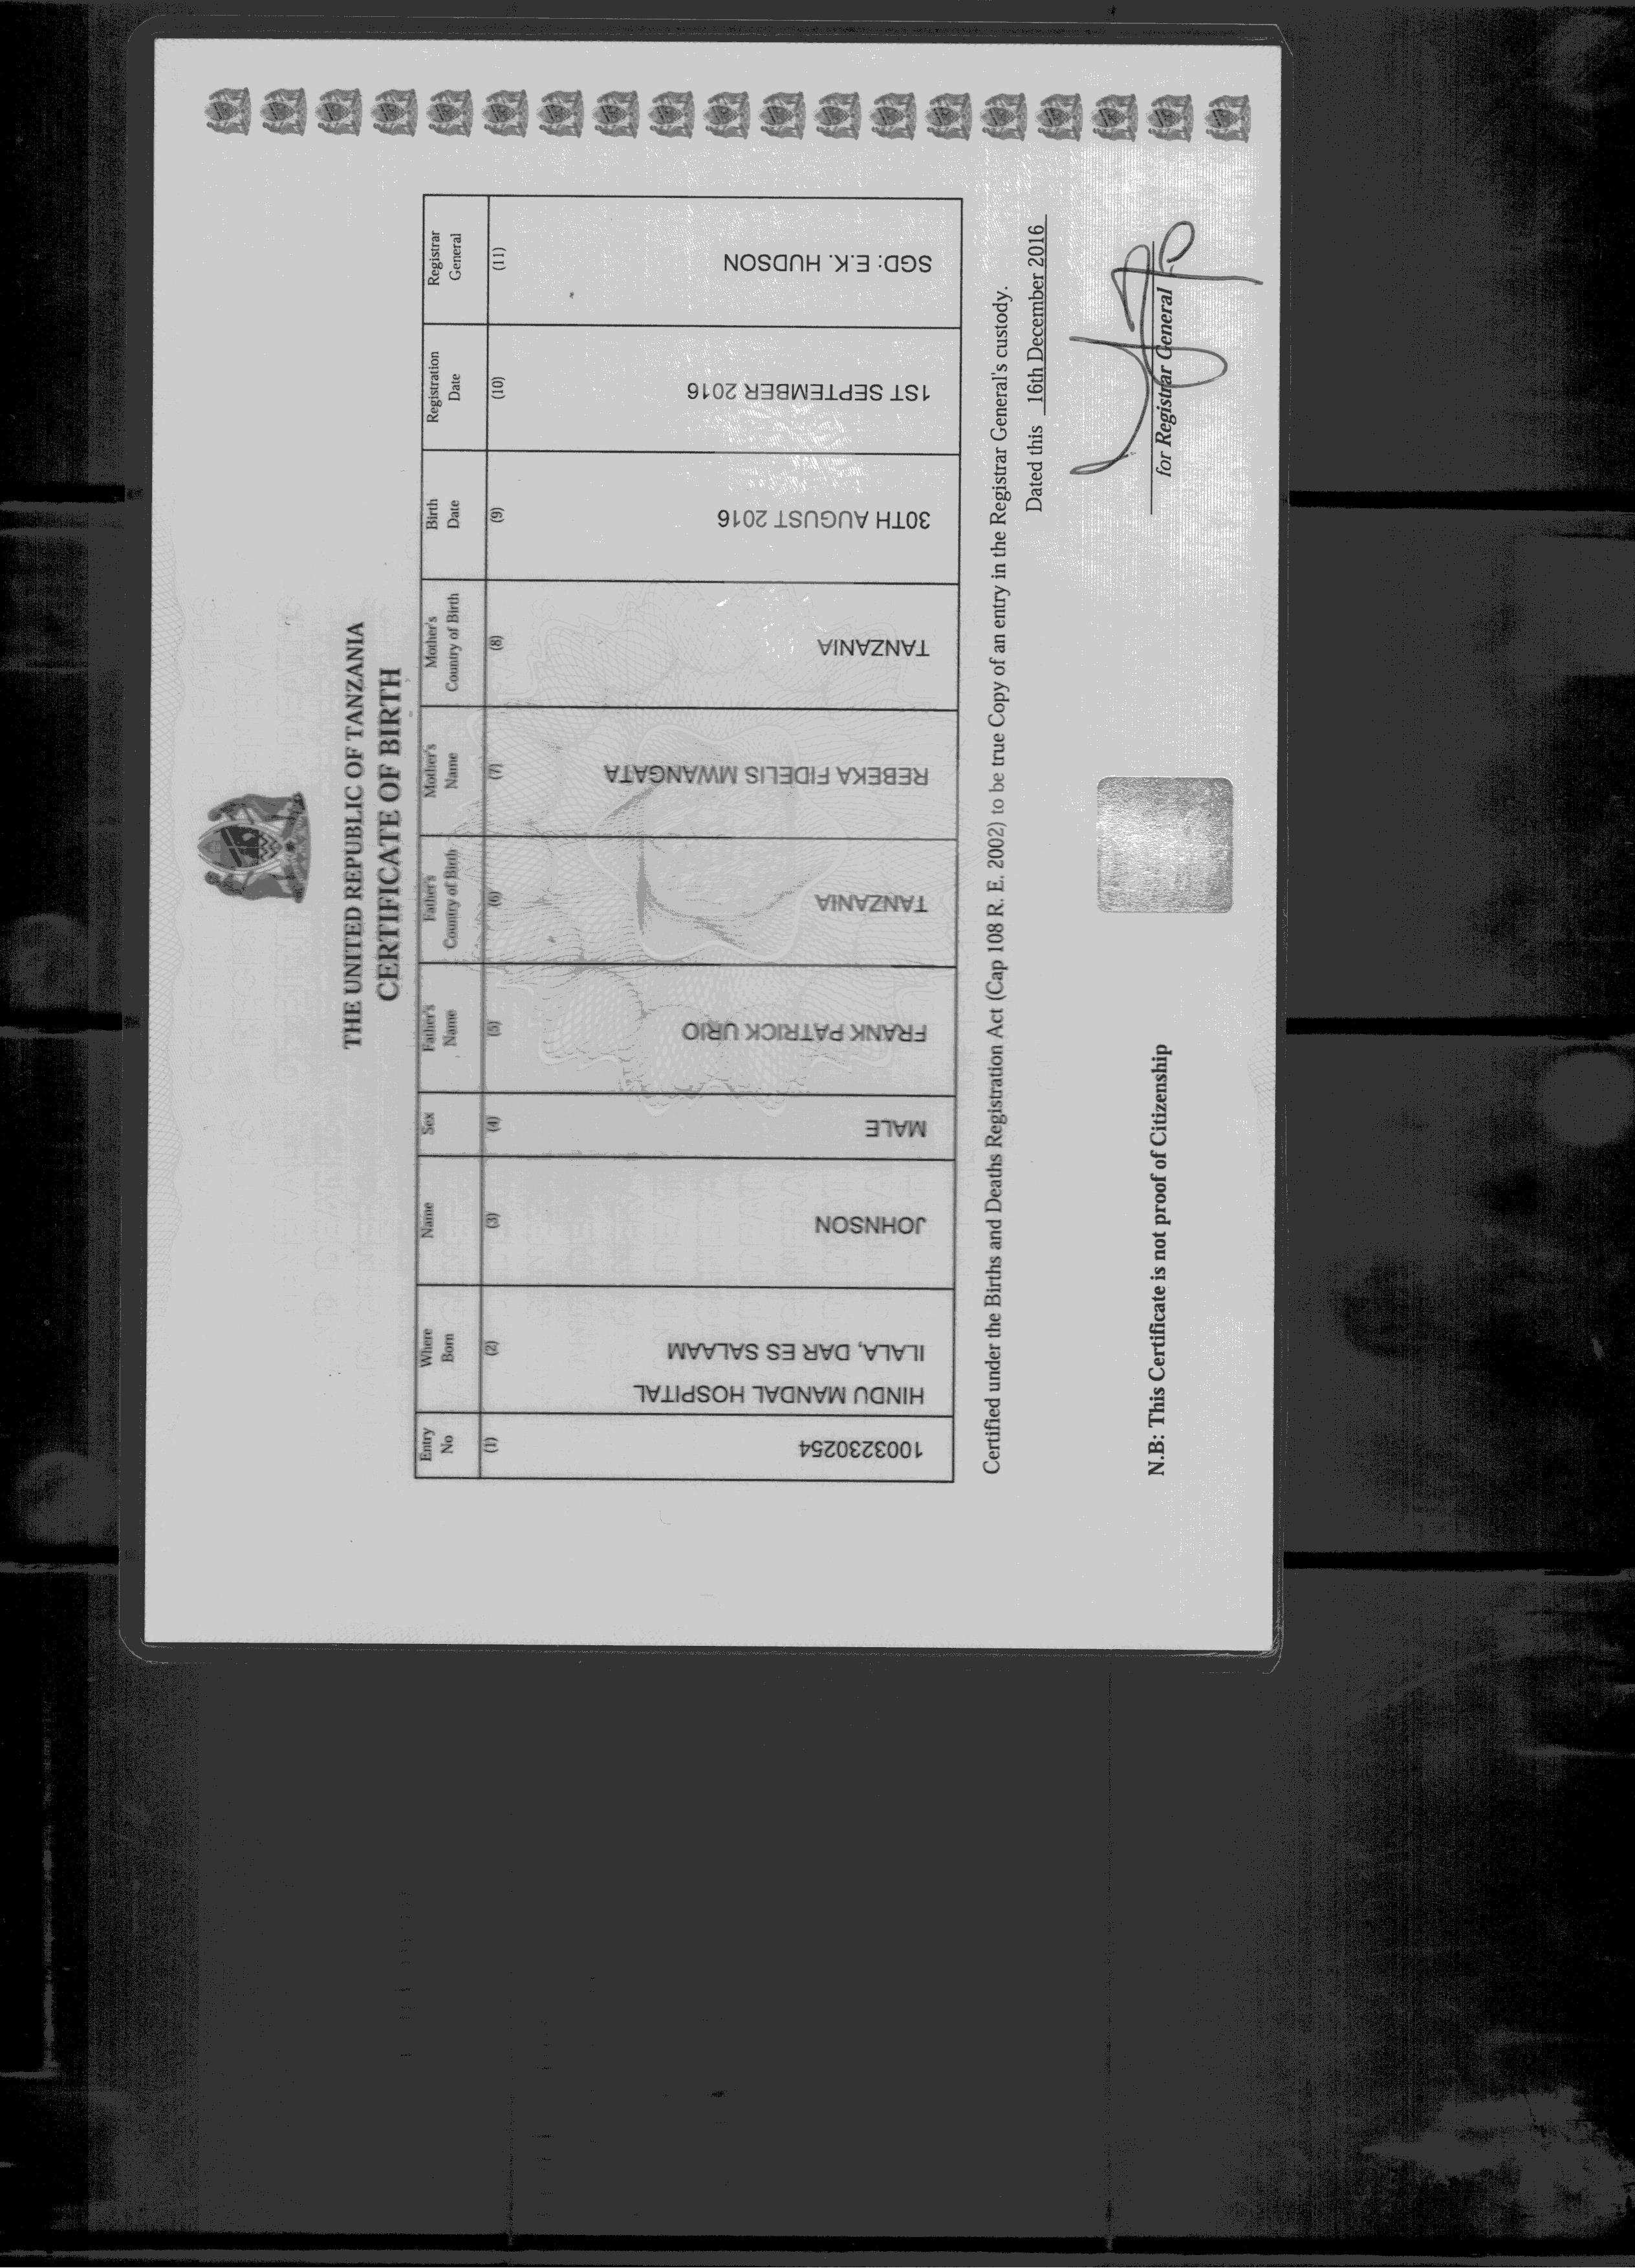 THE UNITED REPUBLIC OF TANZANIA
CERTIFICATE OF BIRTH
Entry No
Where Born
Name
Sex
Father's Name
Father's Country of Birth
Mother's Name
Mother's Country of Birth
Birth Date
Registration Date
Registrar General
(1)
(2)
(3)
(4)
(5)
(6)
(7)
(8)
(9)
(10)
(11)
1003230254
HINDU MANDAL HOSPITAL
ILALA, DAR ES SALAAM
JOHNSON
MALE
FRANK PATRICK URIO
TANZANIA
REBEKA FIDELIS MWANGATA
TANZANIA
30TH AUGUST 2016
1ST SEPTEMBER 2016
SGD: E.K. HUDSON
Certified under the Births and Deaths Registration Act (Cap 108 R. E. 2002) to be true Copy of an entry in the Registrar General's custody.
Dated this 16th December 2016
for Registrar General
N.B: This Certificate is not proof of Citizenship